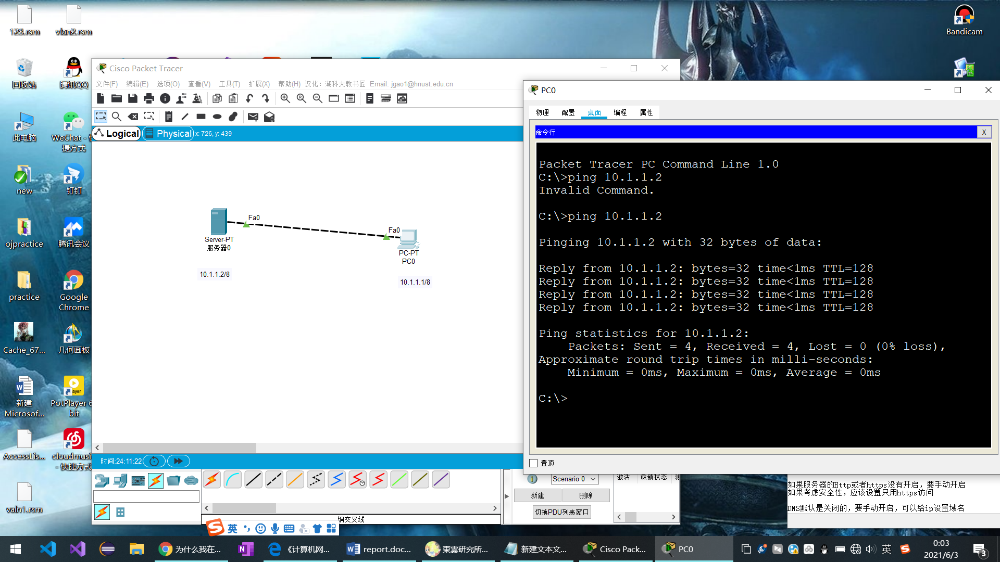 123.rsm
vlan2.rsm
Bandicam
回收站
腾讯QQ
此电脑
WeChat - 快
捷方式
new
钉钉
ojpractice
腾讯会议
practice
Google
Chrome
Cache_67...
几何画板
新建
Microsof...
PotPlayer 6
bit
AccessLis...
cloudmusi
- 快捷方式
valn1.rsm
Cisco Packet Tracer
文件(F) 编辑(E) 选项(O) 查看(V) 工具(T) 扩展(X) 帮助(H) 汉化：湖科大教书匠 Email: jgao1@hnust.edu.cn
Logical
Physical
x: 726, y: 439
Fa0
Fa0
Server-PT
服务器0
PC-PT
PC0
10.1.1.2/8
10.1.1.1/8
时间:24:11:22
铜交叉线
Scenario 0
新建
删除
切换PDU列表窗口
激活 最新状态
PC0
物理 配置 桌面 编程 属性
命令行
X
Packet Tracer PC Command Line 1.0
C:\>ping 10.1.1.2
Invalid Command.
C:\>ping 10.1.1.2
Pinging 10.1.1.2 with 32 bytes of data:
Reply from 10.1.1.2: bytes=32 time<1ms TTL=128
Reply from 10.1.1.2: bytes=32 time<1ms TTL=128
Reply from 10.1.1.2: bytes=32 time<1ms TTL=128
Reply from 10.1.1.2: bytes=32 time<1ms TTL=128
Ping statistics for 10.1.1.2:
Packets: Sent = 4, Received = 4, Lost = 0 (0% loss),
Approximate round trip times in milli-seconds:
Minimum = 0ms, Maximum = 0ms, Average = 0ms
C:\>
置顶
如果服务器的Http或者https没有开启，要手动开启
如果考虑安全性，应该设置只用https访问
DNS默认是关闭的，要手动开启，可以给ip设置域名
英
为什么我在...
《计算机网...
report.doc...
東雲研究所...
新建文本文...
Cisco Pack...
PC0
英
0:03
2021/6/3
3